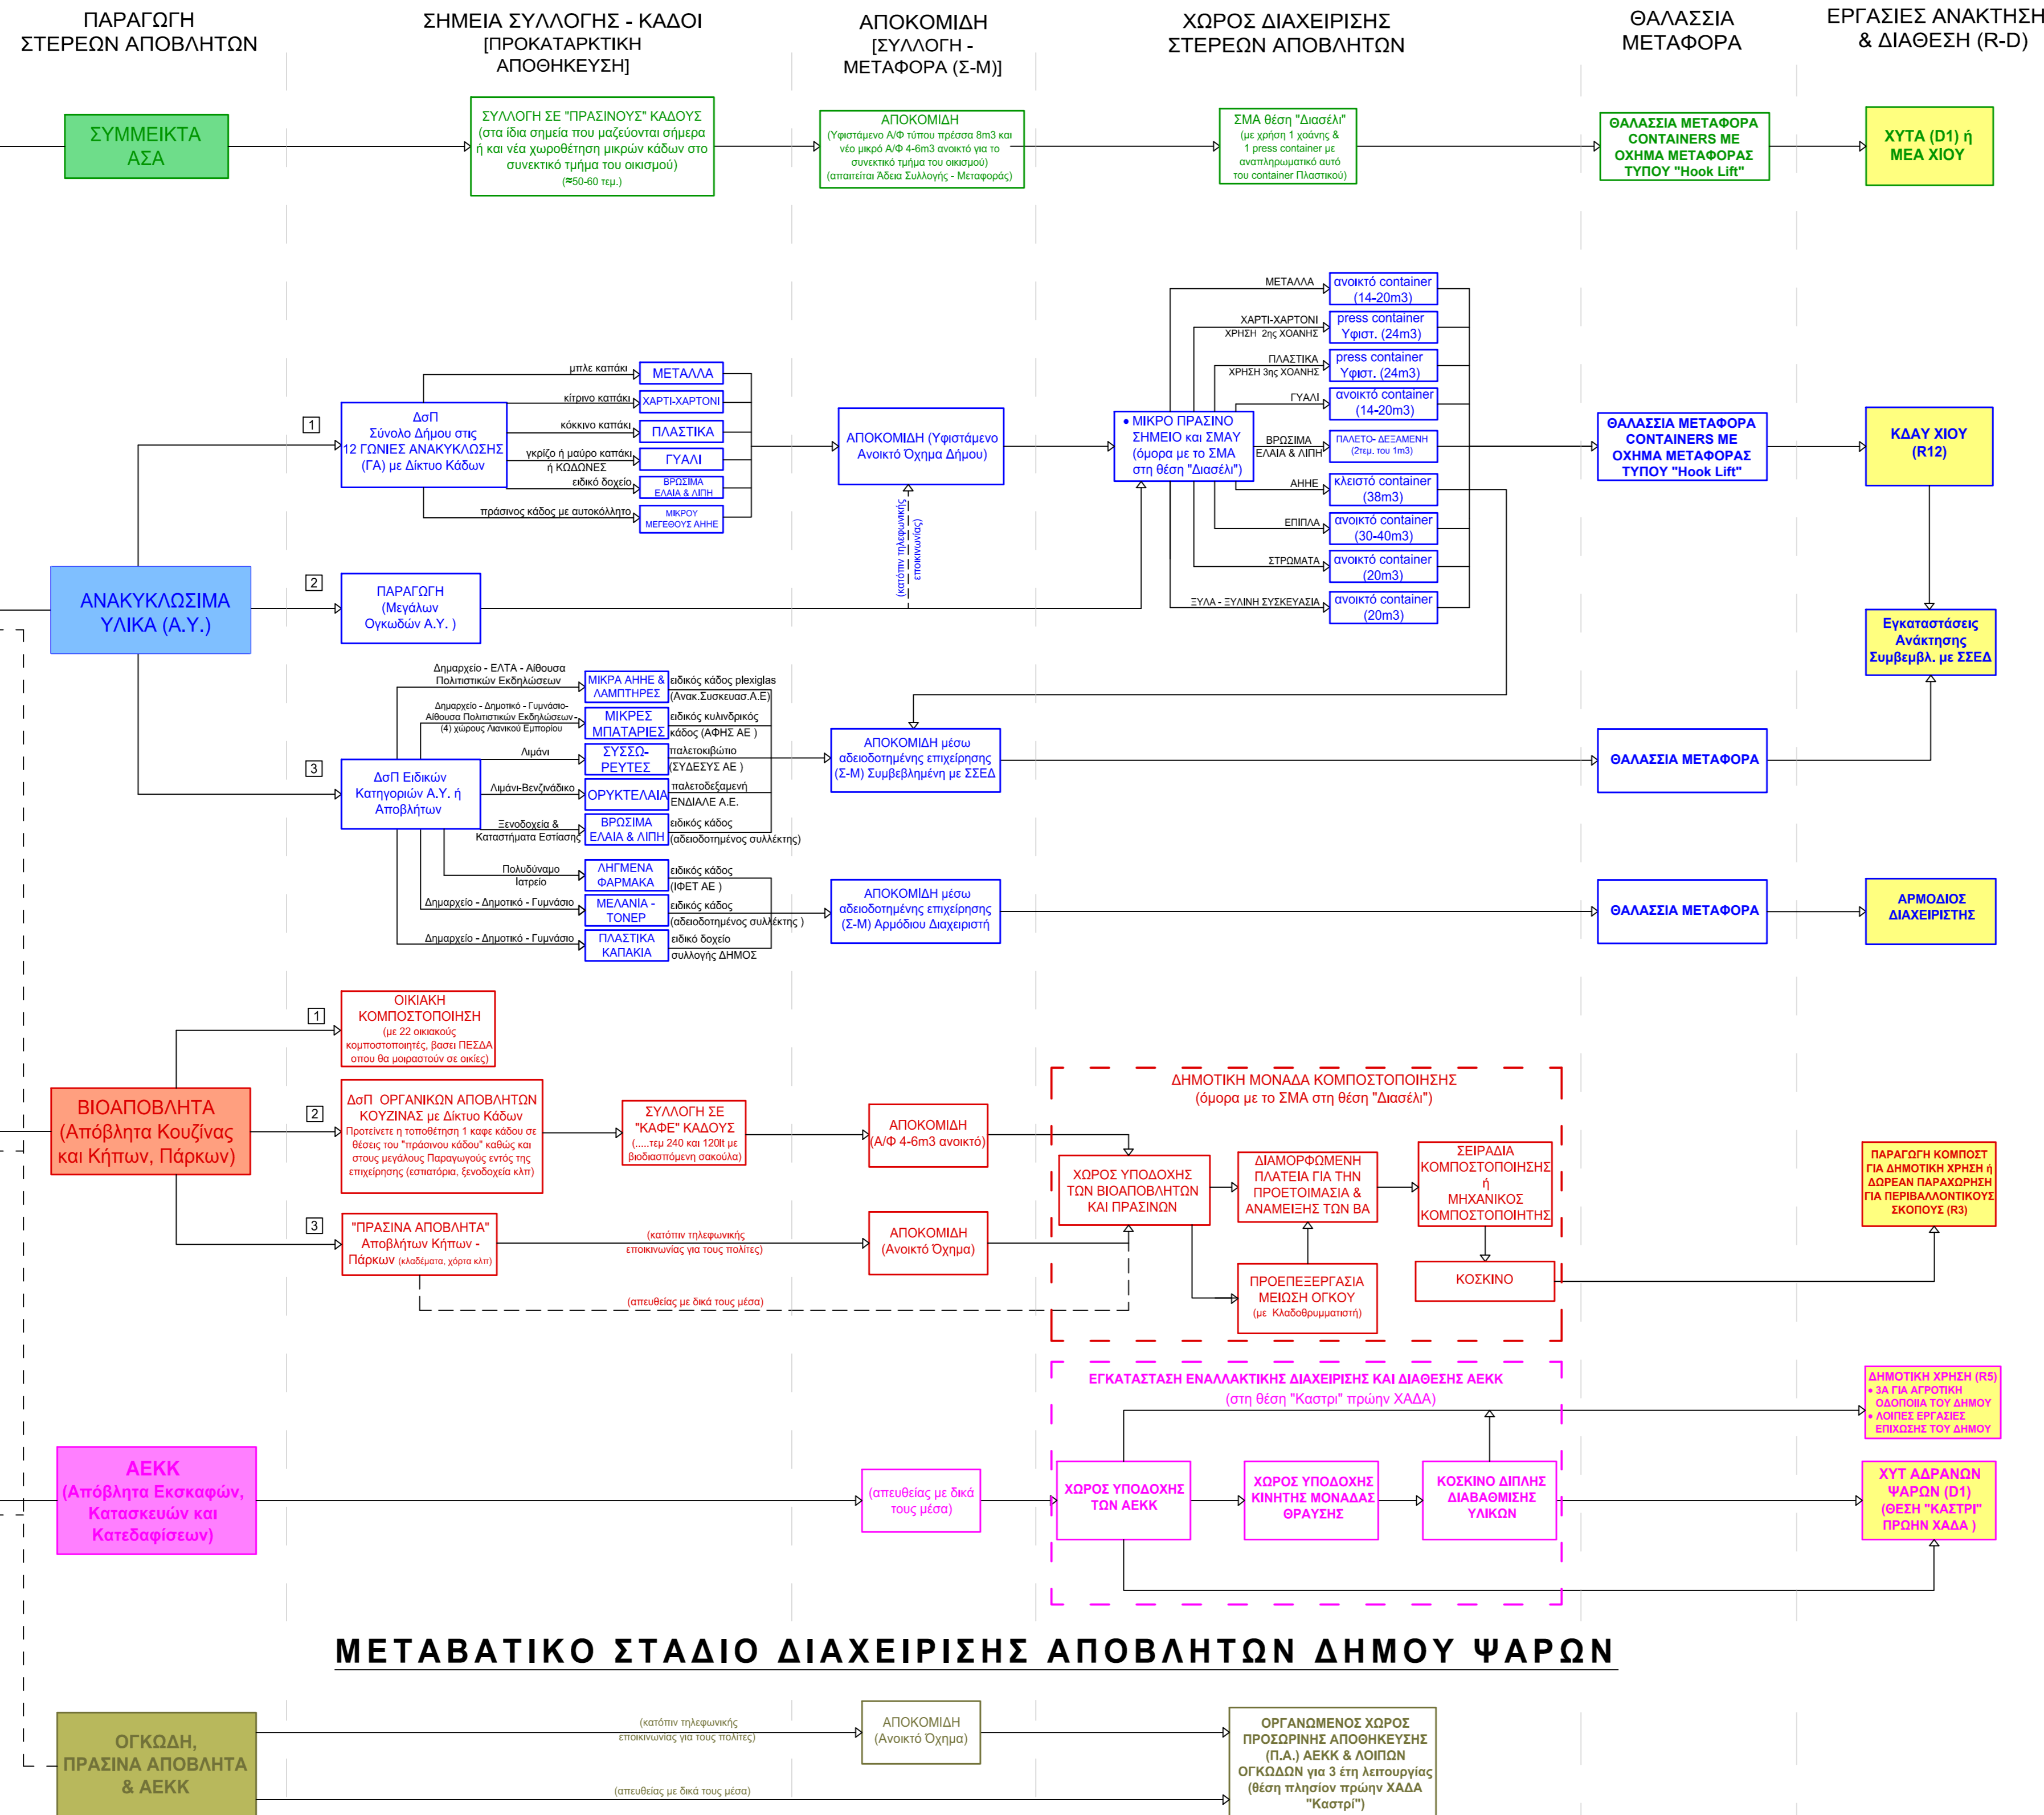 ΠΑΡΑΓΩΓΗ
ΣΤΕΡΕΩΝ ΑΠΟΒΛΗΤΩΝ
ΣΗΜΕΙΑ ΣΥΛΛΟΓΗΣ - ΚΑΔΟΙ
[ΠΡΟΚΑΤΑΡΚΤΙΚΗ
ΑΠΟΘΗΚΕΥΣΗ]
ΑΠΟΚΟΜΙΔΗ
[ΣΥΛΛΟΓΗ -
ΜΕΤΑΦΟΡΑ (Σ-Μ)]
ΧΩΡΟΣ ΔΙΑΧΕΙΡΙΣΗΣ
ΣΤΕΡΕΩΝ ΑΠΟΒΛΗΤΩΝ
ΘΑΛΑΣΣΙΑ
ΜΕΤΑΦΟΡΑ
ΕΡΓΑΣΙΕΣ ΑΝΑΚΤΗΣΗ
& ΔΙΑΘΕΣΗ (R-D)
ΣΥΜΜΕΙΚΤΑ
ΑΣΑ
ΣΥΛΛΟΓΗ ΣΕ "ΠΡΑΣΙΝΟΥΣ" ΚΑΔΟΥΣ
(στα ίδια σημεία που μαζεύονται σήμερα
ή και νέα χωροθέτηση μικρών κάδων στο
συνεκτικό τμήμα του οικισμού)
(≈50-60 τεμ.)
ΑΠΟΚΟΜΙΔΗ
(Υφιστάμενο Α/Φ τύπου πρέσσα 8m3 και
νέο μικρό Α/Φ 4-6m3 ανοικτό για το
συνεκτικό τμήμα του οικισμού)
(απαιτείται Άδεια Συλλογής - Μεταφοράς)
ΣΜΑ θέση "Διασέλι"
(με χρήση 1 χοάνης &
1 press container με
αναπληρωματικό αυτό
του container Πλαστικού)
ΘΑΛΑΣΣΙΑ ΜΕΤΑΦΟΡΑ
CONTAINERS ΜΕ
ΟΧΗΜΑ ΜΕΤΑΦΟΡΑΣ
ΤΥΠΟΥ "Hook Lift"
ΧΥΤΑ (D1) ή
ΜΕΑ ΧΙΟΥ
ΑΝΑΚΥΚΛΩΣΙΜΑ
ΥΛΙΚΑ (Α.Υ.)
1
ΔσΠ
Σύνολο Δήμου στις
12 ΓΩΝΙΕΣ ΑΝΑΚΥΚΛΩΣΗΣ
(ΓΑ) με Δίκτυο Κάδων
μπλε καπάκι
ΜΕΤΑΛΛΑ
κίτρινο καπάκι
ΧΑΡΤΙ-ΧΑΡΤΟΝΙ
κόκκινο καπάκι
ΠΛΑΣΤΙΚΑ
γκρίζο ή μαύρο καπάκι
ή ΚΩΔΩΝΕΣ
ΓΥΑΛΙ
ειδικό δοχείο
ΒΡΩΣΙΜΑ
ΕΛΑΙΑ & ΛΙΠΗ
πράσινος κάδος με αυτοκόλλητο
ΜΙΚΡΟΥ
ΜΕΓΕΘΟΥΣ ΑΗΗΕ
ΑΠΟΚΟΜΙΔΗ (Υφιστάμενο
Ανοικτό Όχημα Δήμου)
(κατόπιν τηλεφωνικής
εποικινωνίας)
• ΜΙΚΡΟ ΠΡΑΣΙΝΟ
ΣΗΜΕΙΟ και ΣΜΑΥ
(όμορα με το ΣΜΑ
στη θέση "Διασέλι")
ΜΕΤΑΛΛΑ
ανοικτό container
(14-20m3)
ΧΑΡΤΙ-ΧΑΡΤΟΝΙ
ΧΡΗΣΗ 2ης ΧΟΑΝΗΣ
press container
Υφιστ. (24m3)
ΠΛΑΣΤΙΚΑ
ΧΡΗΣΗ 3ης ΧΟΑΝΗΣ
press container
Υφιστ. (24m3)
ΓΥΑΛΙ
ανοικτό container
(14-20m3)
ΒΡΩΣΙΜΑ
ΕΛΑΙΑ & ΛΙΠΗ
ΠΑΛΕΤΟ- ΔΕΞΑΜΕΝΗ
(2τεμ. του 1m3)
ΑΗΗΕ
κλειστό container
(38m3)
ΕΠΙΠΛΑ
ανοικτό container
(30-40m3)
ΣΤΡΩΜΑΤΑ
ανοικτό container
(20m3)
ΞΥΛΑ - ΞΥΛΙΝΗ ΣΥΣΚΕΥΑΣΙΑ
ανοικτό container
(20m3)
ΘΑΛΑΣΣΙΑ ΜΕΤΑΦΟΡΑ
CONTAINERS ΜΕ
ΟΧΗΜΑ ΜΕΤΑΦΟΡΑΣ
ΤΥΠΟΥ "Hook Lift"
ΚΔΑΥ ΧΙΟΥ
(R12)
2
ΠΑΡΑΓΩΓΗ
(Μεγάλων
Ογκωδών Α.Υ. )
Εγκαταστάσεις
Ανάκτησης
Συμβεμβλ. με ΣΣΕΔ
3
ΔσΠ Ειδικών
Κατηγοριών Α.Υ. ή
Αποβλήτων
Δημαρχείο - ΕΛΤΑ - Αίθουσα
Πολιτιστικών Εκδηλώσεων
ΜΙΚΡΑ ΑΗΗΕ &
ΛΑΜΠΤΗΡΕΣ
ειδικός κάδος plexiglas
(Ανακ.Συσκευασ.Α.Ε)
Δημαρχείο - Δημοτικό - Γυμνάσιο-
Αίθουσα Πολιτιστικών Εκδηλώσεων -
(4) χώρους Λιανικού Εμπορίου
ΜΙΚΡΕΣ
ΜΠΑΤΑΡΙΕΣ
ειδικός κυλινδρικός
κάδος (ΑΦΗΣ ΑΕ )
Λιμάνι
ΣΥΣΣΩ-
ΡΕΥΤΕΣ
παλετοκιβώτιο
(ΣΥΔΕΣΥΣ ΑΕ )
Λιμάνι-Βενζινάδικο
ΟΡΥΚΤΕΛΑΙΑ
παλετοδεξαμενή
ΕΝΔΙΑΛΕ Α.Ε.
Ξενοδοχεία &
Καταστήματα Εστίασης
ΒΡΩΣΙΜΑ
ΕΛΑΙΑ & ΛΙΠΗ
ειδικός κάδος
(αδειοδοτημένος συλλέκτης)
Πολυδύναμο
Ιατρείο
ΛΗΓΜΕΝΑ
ΦΑΡΜΑΚΑ
ειδικός κάδος
(ΙΦΕΤ ΑΕ )
Δημαρχείο - Δημοτικό - Γυμνάσιο
ΜΕΛΑΝΙΑ -
ΤΟΝΕΡ
ειδικός κάδος
(αδειοδοτημένος συλλέκτης )
Δημαρχείο - Δημοτικό - Γυμνάσιο
ΠΛΑΣΤΙΚΑ
ΚΑΠΑΚΙΑ
ειδικό δοχείο
συλλογής ΔΗΜΟΣ
ΑΠΟΚΟΜΙΔΗ μέσω
αδειοδοτημένης επιχείρησης
(Σ-Μ) Συμβεβλημένη με ΣΣΕΔ
ΘΑΛΑΣΣΙΑ ΜΕΤΑΦΟΡΑ
ΑΠΟΚΟΜΙΔΗ μέσω
αδειοδοτημένης επιχείρησης
(Σ-Μ) Αρμόδιου Διαχειριστή
ΘΑΛΑΣΣΙΑ ΜΕΤΑΦΟΡΑ
ΑΡΜΟΔΙΟΣ
ΔΙΑΧΕΙΡΙΣΤΗΣ
ΒΙΟΑΠΟΒΛΗΤΑ
(Απόβλητα Κουζίνας
και Κήπων, Πάρκων)
1
ΟΙΚΙΑΚΗ
ΚΟΜΠΟΣΤΟΠΟΙΗΣΗ
(με 22 οικιακούς
κομποστοποιητές, βασει ΠΕΣΔΑ
οπου θα μοιραστούν σε οικίες)
2
ΔσΠ ΟΡΓΑΝΙΚΩΝ ΑΠΟΒΛΗΤΩΝ
ΚΟΥΖΙΝΑΣ με Δίκτυο Κάδων
Προτείνετε η τοποθέτηση 1 καφε κάδου σε
θέσεις του "πράσινου κάδου" καθώς και
στους μεγάλους Παραγωγούς εντός της
επιχείρησης (εστιατόρια, ξενοδοχεία κλπ)
ΣΥΛΛΟΓΗ ΣΕ
"ΚΑΦΕ" ΚΑΔΟΥΣ
(.....τεμ 240 και 120lt με
βιοδιασπόμενη σακούλα)
ΑΠΟΚΟΜΙΔΗ
(Α/Φ 4-6m3 ανοικτό)
3
"ΠΡΑΣΙΝΑ ΑΠΟΒΛΗΤΑ"
Αποβλήτων Κήπων -
Πάρκων (κλαδέματα, χόρτα κλπ)
(κατόπιν τηλεφωνικής
εποικινωνίας για τους πολίτες)
ΑΠΟΚΟΜΙΔΗ
(Ανοικτό Όχημα)
(απευθείας με δικά τους μέσα)
ΔΗΜΟΤΙΚΗ ΜΟΝΑΔΑ ΚΟΜΠΟΣΤΟΠΟΙΗΣΗΣ
(όμορα με το ΣΜΑ στη θέση "Διασέλι")
ΧΩΡΟΣ ΥΠΟΔΟΧΗΣ
ΤΩΝ ΒΙΟΑΠΟΒΛΗΤΩΝ
ΚΑΙ ΠΡΑΣΙΝΩΝ
ΔΙΑΜΟΡΦΩΜΕΝΗ
ΠΛΑΤΕΙΑ ΓΙΑ ΤΗΝ
ΠΡΟΕΤΟΙΜΑΣΙΑ &
ΑΝΑΜΕΙΞΗΣ ΤΩΝ ΒΑ
ΣΕΙΡΑΔΙΑ
ΚΟΜΠΟΣΤΟΠΟΙΗΣΗΣ
ή
ΜΗΧΑΝΙΚΟΣ
ΚΟΜΠΟΣΤΟΠΟΙΗΤΗΣ
ΠΡΟΕΠΕΞΕΡΓΑΣΙΑ
ΜΕΙΩΣΗ ΟΓΚΟΥ
(με Κλαδοθρυμματιστή)
ΚΟΣΚΙΝΟ
ΠΑΡΑΓΩΓΗ ΚΟΜΠΟΣΤ
ΓΙΑ ΔΗΜΟΤΙΚΗ ΧΡΗΣΗ ή
ΔΩΡΕΑΝ ΠΑΡΑΧΩΡΗΣΗ
ΓΙΑ ΠΕΡΙΒΑΛΛΟΝΤΙΚΟΥΣ
ΣΚΟΠΟΥΣ (R3)
ΕΓΚΑΤΑΣΤΑΣΗ ΕΝΑΛΛΑΚΤΙΚΗΣ ΔΙΑΧΕΙΡΙΣΗΣ ΚΑΙ ΔΙΑΘΕΣΗΣ ΑΕΚΚ
(στη θέση "Καστρι" πρώην ΧΑΔΑ)
ΑΕΚΚ
(Απόβλητα Εκσκαφών,
Κατασκευών και
Κατεδαφίσεων)
(απευθείας με δικά
τους μέσα)
ΧΩΡΟΣ ΥΠΟΔΟΧΗΣ
ΤΩΝ ΑΕΚΚ
ΧΩΡΟΣ ΥΠΟΔΟΧΗΣ
ΚΙΝΗΤΗΣ ΜΟΝΑΔΑΣ
ΘΡΑΥΣΗΣ
ΚΟΣΚΙΝΟ ΔΙΠΛΗΣ
ΔΙΑΒΑΘΜΙΣΗΣ
ΥΛΙΚΩΝ
ΔΗΜΟΤΙΚΗ ΧΡΗΣΗ (R5)
• 3Α ΓΙΑ ΑΓΡΟΤΙΚΗ
ΟΔΟΠΟΙΙΑ ΤΟΥ ΔΗΜΟΥ
• ΛΟΙΠΕΣ ΕΡΓΑΣΙΕΣ
ΕΠΙΧΩΣΗΣ ΤΟΥ ΔΗΜΟΥ
ΧΥΤ ΑΔΡΑΝΩΝ
ΨΑΡΩΝ (D1)
(ΘΕΣΗ "ΚΑΣΤΡΙ"
ΠΡΩΗΝ ΧΑΔΑ )
ΜΕΤΑΒΑΤΙΚΟ ΣΤΑΔΙΟ ΔΙΑΧΕΙΡΙΣΗΣ ΑΠΟΒΛΗΤΩΝ ΔΗΜΟΥ ΨΑΡΩΝ
ΟΓΚΩΔΗ,
ΠΡΑΣΙΝΑ ΑΠΟΒΛΗΤΑ
& ΑΕΚΚ
(κατόπιν τηλεφωνικής
εποικινωνίας για τους πολίτες)
ΑΠΟΚΟΜΙΔΗ
(Ανοικτό Όχημα)
(απευθείας με δικά τους μέσα)
ΟΡΓΑΝΩΜΕΝΟΣ ΧΩΡΟΣ
ΠΡΟΣΩΡΙΝΗΣ ΑΠΟΘΗΚΕΥΣΗΣ
(Π.Α.) ΑΕΚΚ & ΛΟΙΠΩΝ
ΟΓΚΩΔΩΝ για 3 έτη λειτουργίας
(θέση πλησίον πρώην ΧΑΔΑ
"Καστρί")